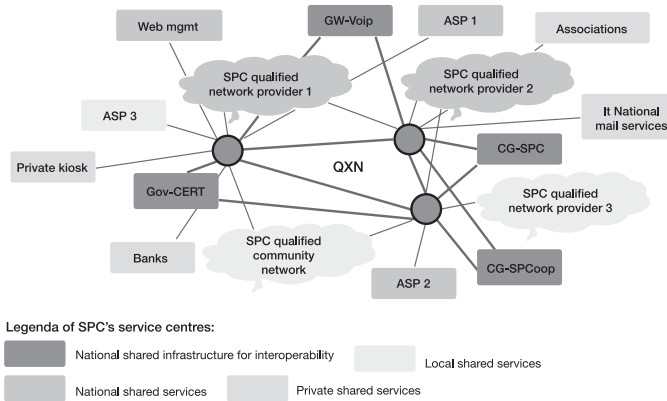 Web mgmt
GW-Voip
ASP 1
Associations
SPC qualified
network provider 1
SPC qualified
network provider 2
ASP 3
It National
mail services
QXN
CG-SPC
Private kiosk
Gov-CERT
SPC qualified
network provider 3
Banks
SPC qualified
community
network
ASP 2
CG-SPCoop
Legenda of SPC's service centres:
National shared infrastructure for interoperability
Local shared services
National shared services
Private shared services